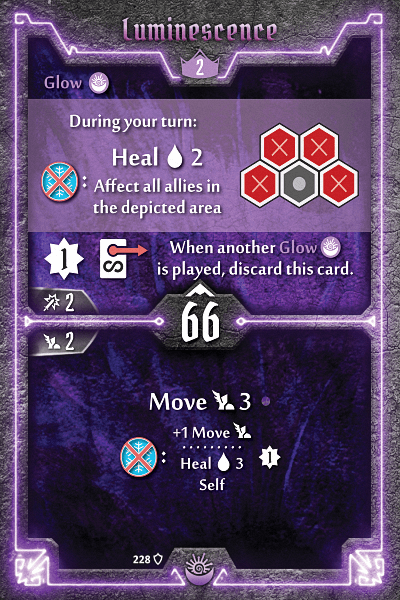 Luminescence
2
Glow
During your turn:
Heal 2
: Affect all allies in
the depicted area
1
When another Glow
is played, discard this card.
2
66
2
Move 3
+1 Move
:
Heal 3
1
Self
228